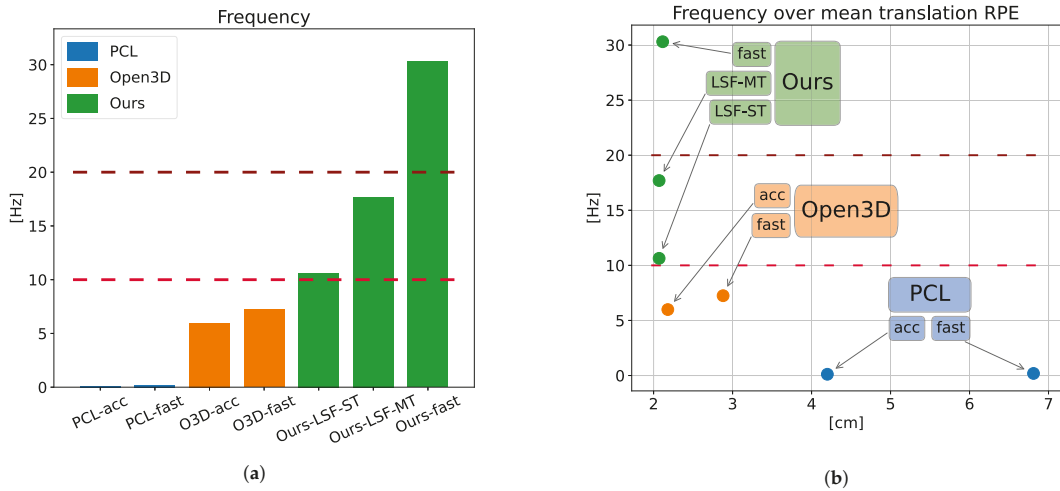 Frequency
PCL
Open3D
Ours
[Hz]
30
25
20
15
10
5
0
PCL-acc
PCL-fast
O3D-acc
O3D-fast
Ours-LSF-ST
Ours-LSF-MT
Ours-fast
(a)
Frequency over mean translation RPE
[Hz]
30
25
20
15
10
5
0
fast
LSF-MT
LSF-ST
Ours
acc
fast
Open3D
PCL
acc fast
2 3 4 5 6 7
[cm]
(b)